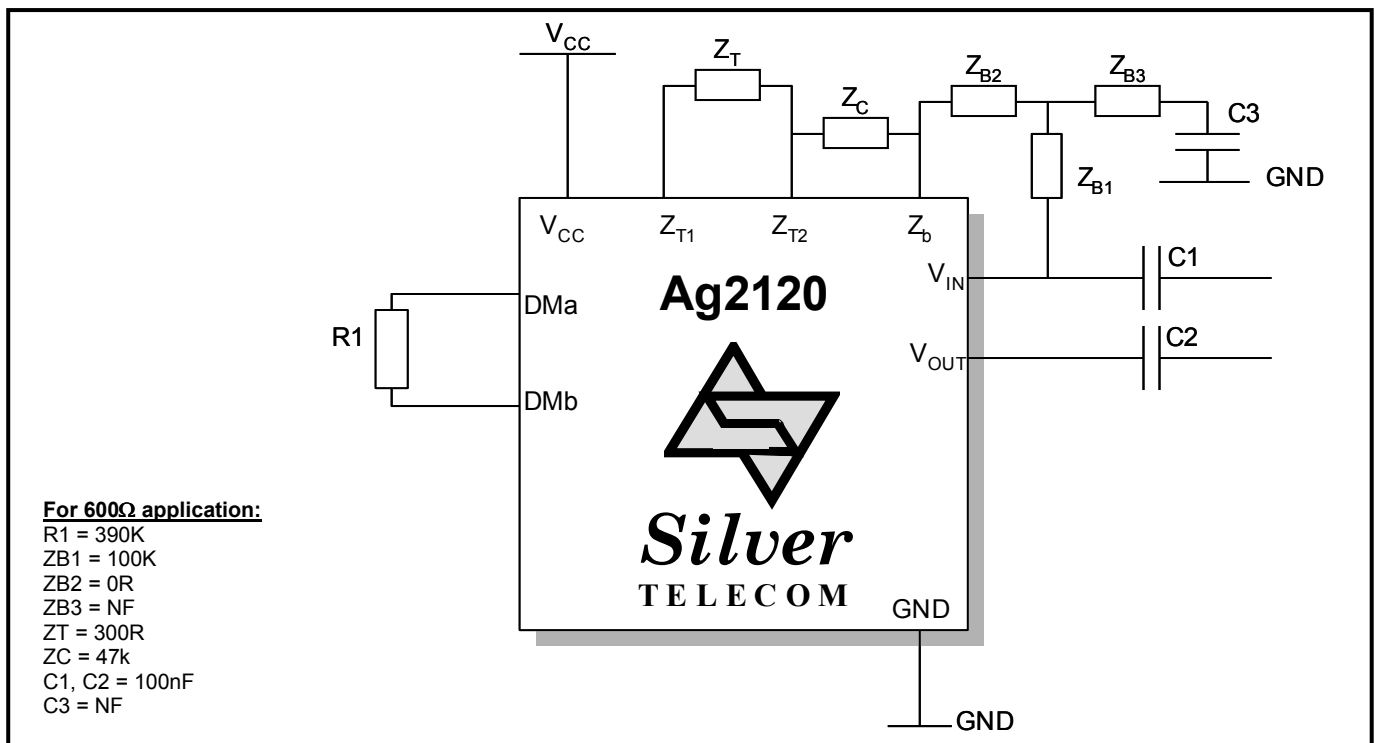 VCC
ZT
ZC
ZB2
ZB3
C3
GND
ZB1
VCC
ZT1
ZT2
Zb
VIN
C1
Ag2120
DMa
R1
VOUT
C2
DMb
Silver
TELECOM
GND
GND
For 600Ω application:
R1 = 390K
ZB1 = 100K
ZB2 = 0R
ZB3 = NF
ZT = 300R
ZC = 47k
C1, C2 = 100nF
C3 = NF